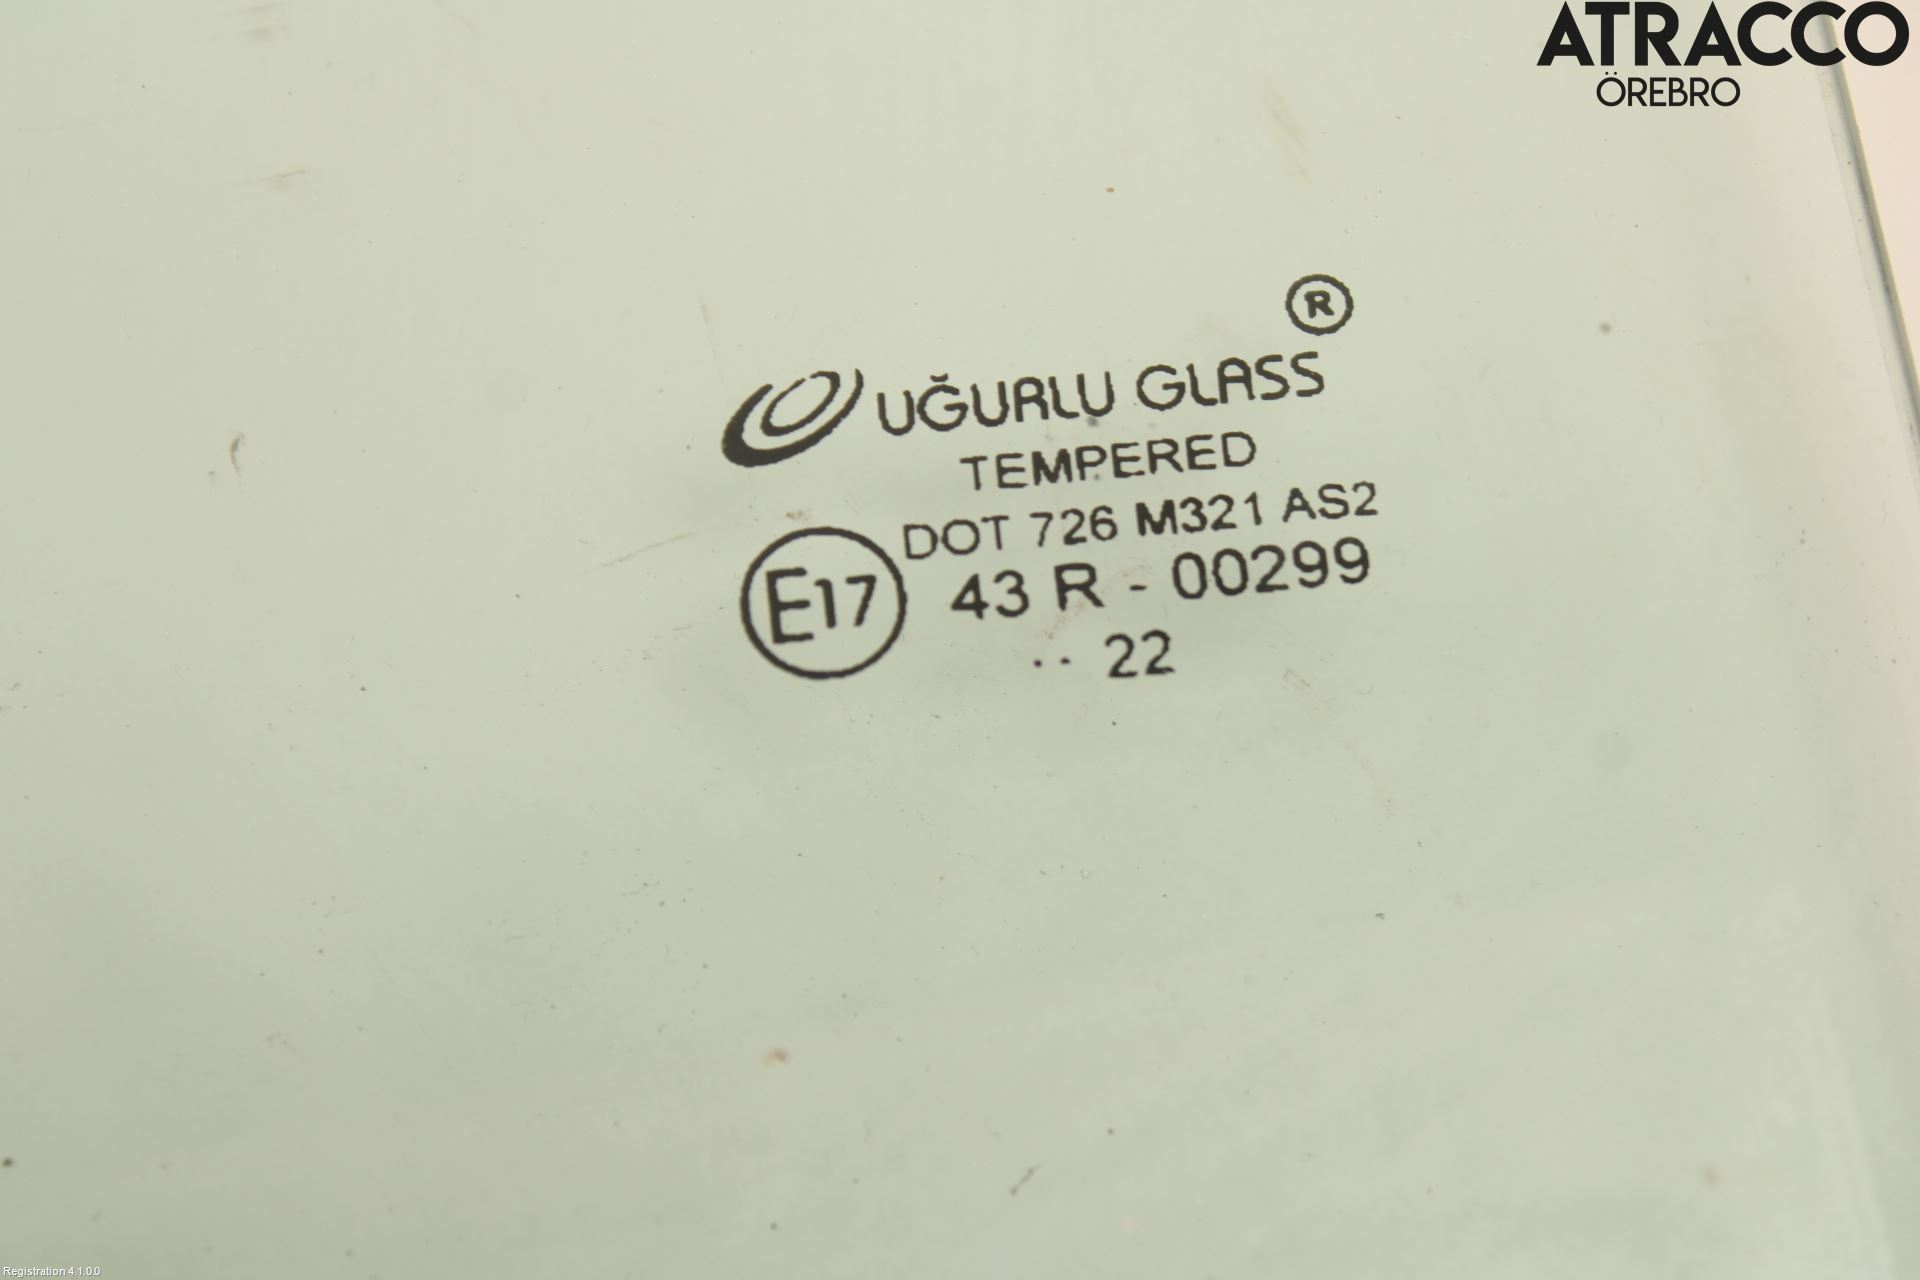 ATRACCO
ÖREBRO
®
UĞURLU GLASS
TEMPERED
DOT 726 M321 AS2
E17 43 R - 00299
·· 22
Registration 4.1.0.0